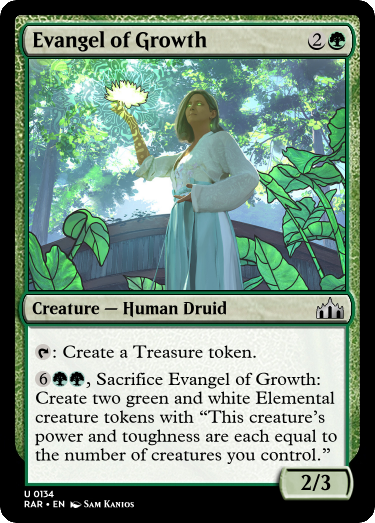 Evangel of Growth 2
Creature — Human Druid
: Create a Treasure token.
6, Sacrifice Evangel of Growth:
Create two green and white Elemental
creature tokens with “This creature’s
power and toughness are each equal to
the number of creatures you control.”
2/3
U 0134
RAR • EN Sam Kanios